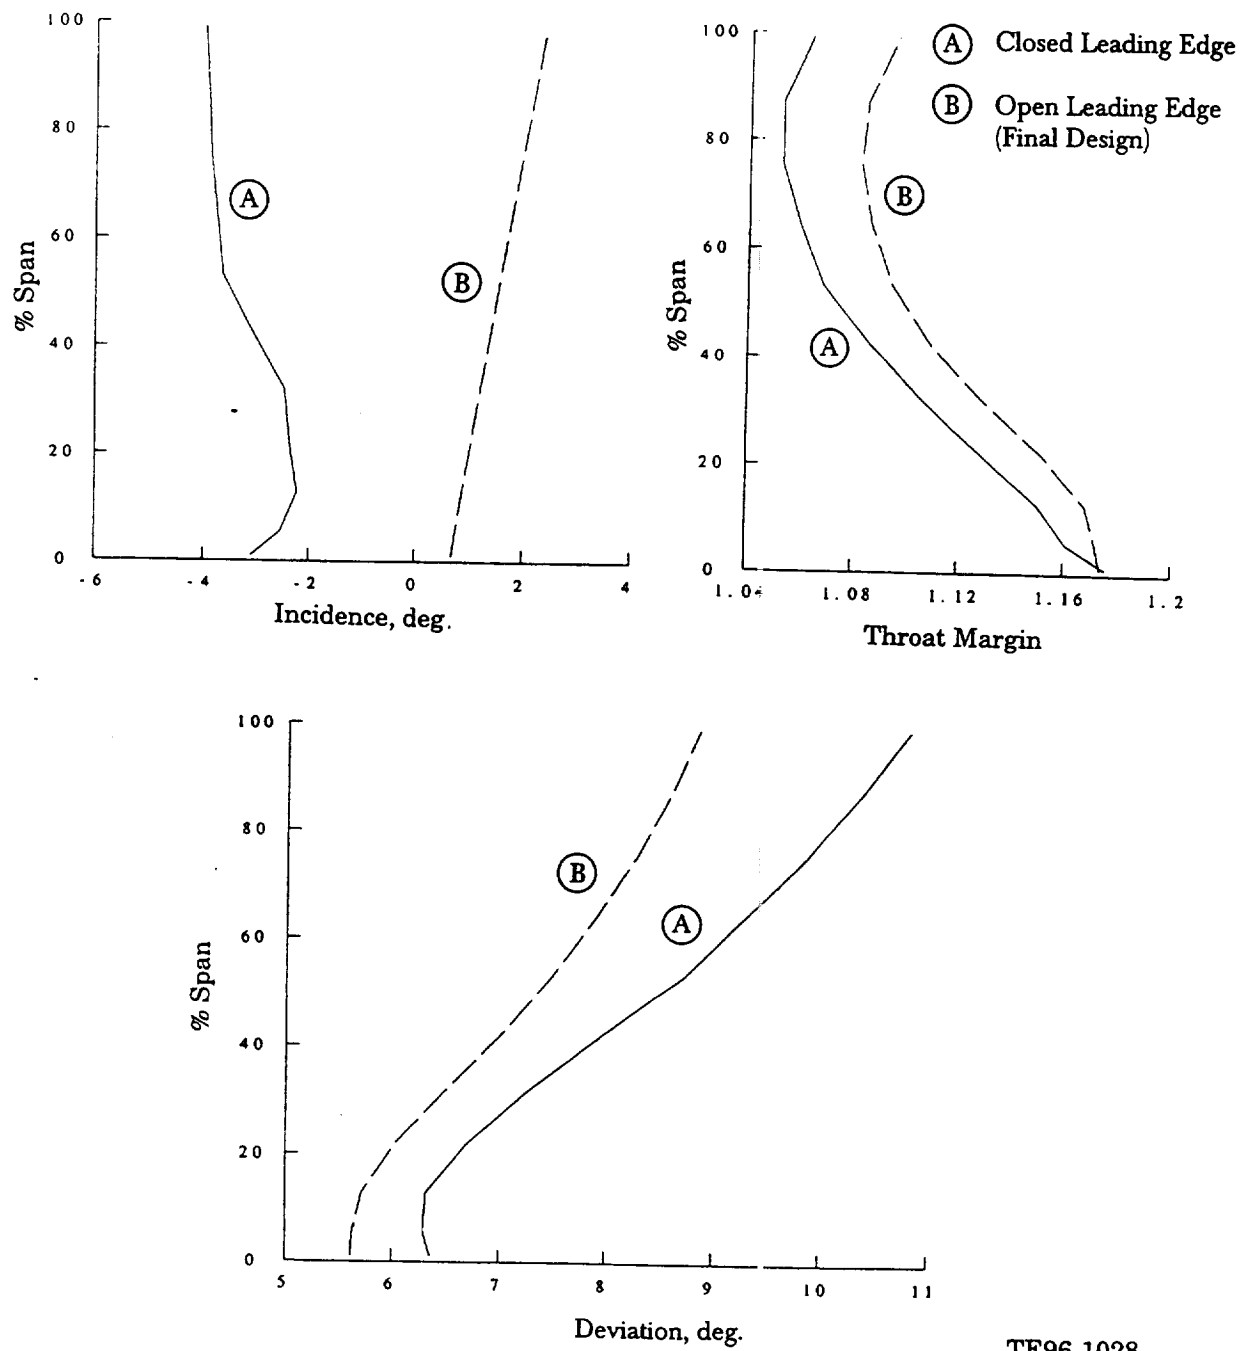 100
80
60
40
20
0
% Span
-6
-4
-2
0
2
4
Incidence, deg.
A
B
100
80
60
40
20
0
% Span
1.08
1.12
1.16
1.2
Throat Margin
A
B
A Closed Leading Edge
B Open Leading Edge
(Final Design)
100
80
60
40
20
0
% Span
5
6
7
8
9
10
11
Deviation, deg.
B
A